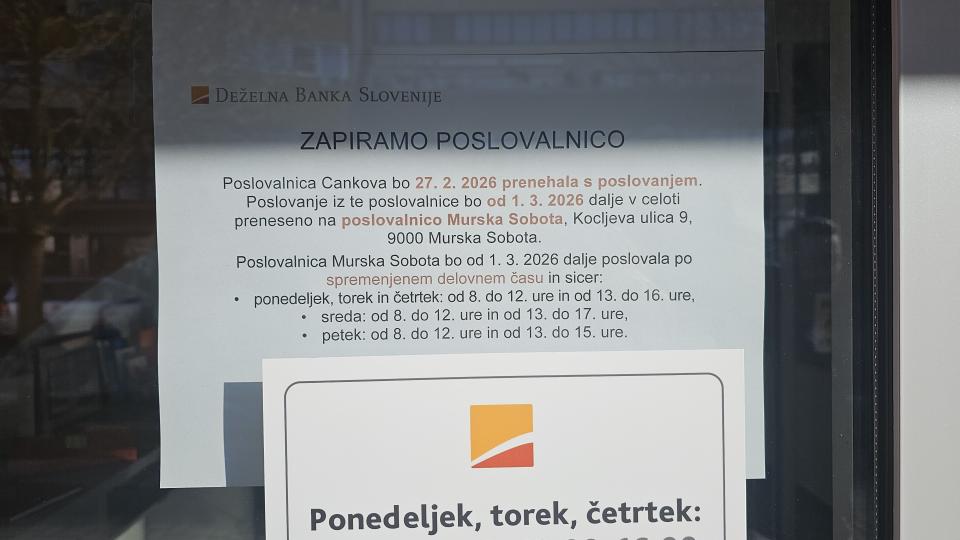 DEŽELNA BANKA SLOVENIJE
ZAPIRAMO POSLOVALNICO
Poslovalnica Cankova bo 27. 2. 2026 prenehala s poslovanjem.
Poslovanje iz te poslovalnice bo od 1. 3. 2026 dalje v celoti
preneseno na poslovalnico Murska Sobota, Kocljeva ulica 9,
9000 Murska Sobota.
Poslovalnica Murska Sobota bo od 1. 3. 2026 dalje poslovala po
spremenjenem delovnem času in sicer:
• ponedeljek, torek in četrtek: od 8. do 12. ure in od 13. do 16. ure,
• sreda: od 8. do 12. ure in od 13. do 17. ure,
• petek: od 8. do 12. ure in od 13. do 15. ure.
Ponedeljek, torek, četrtek: